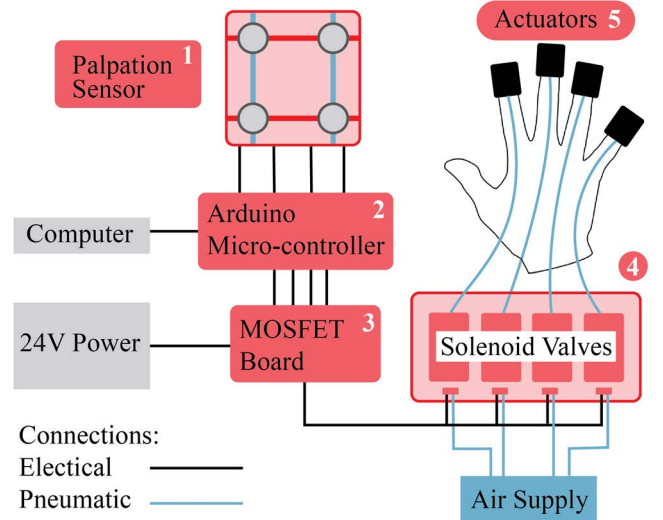 Palpation
Sensor
1
Actuators 5
Arduino
Micro-controller
2
Computer
4
24V Power
MOSFET
Board
3
Solenoid Valves
Connections:
Electical
Pneumatic
Air Supply